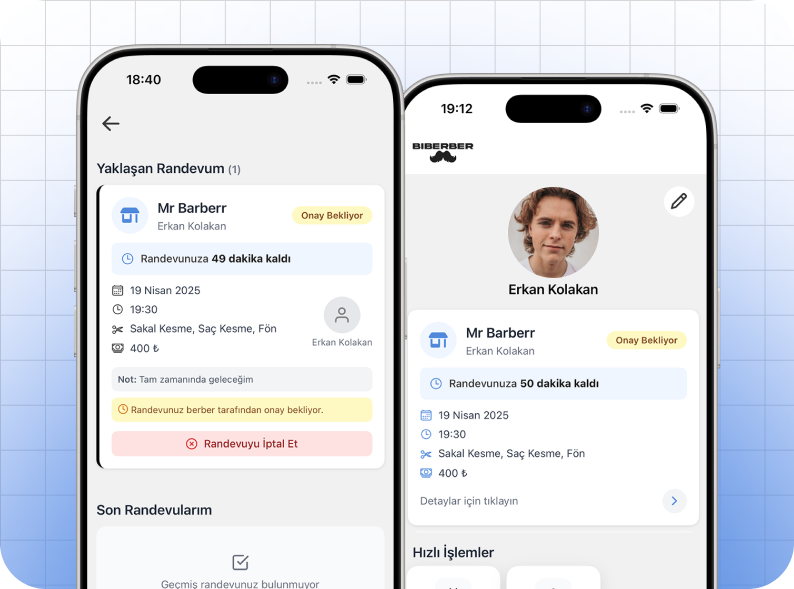 18:40
Yaklaşan Randevum (1)
Mr Barberr
Erkan Kolakan
Onay Bekliyor
Randevunuza 49 dakika kaldı
19 Nisan 2025
19:30
Sakal Kesme, Saç Kesme, Fön
400 ₺
Erkan Kolakan
Not: Tam zamanında geleceğim
Randevunuz berber tarafından onay bekliyor.
Randevuyu İptal Et
Son Randevularım
Geçmiş randevunuz bulunmuyor
19:12
BIBERBER
Erkan Kolakan
Mr Barberr
Erkan Kolakan
Onay Bekliyor
Randevunuza 50 dakika kaldı
19 Nisan 2025
19:30
Sakal Kesme, Saç Kesme, Fön
400 ₺
Detaylar için tıklayın
Hızlı İşlemler